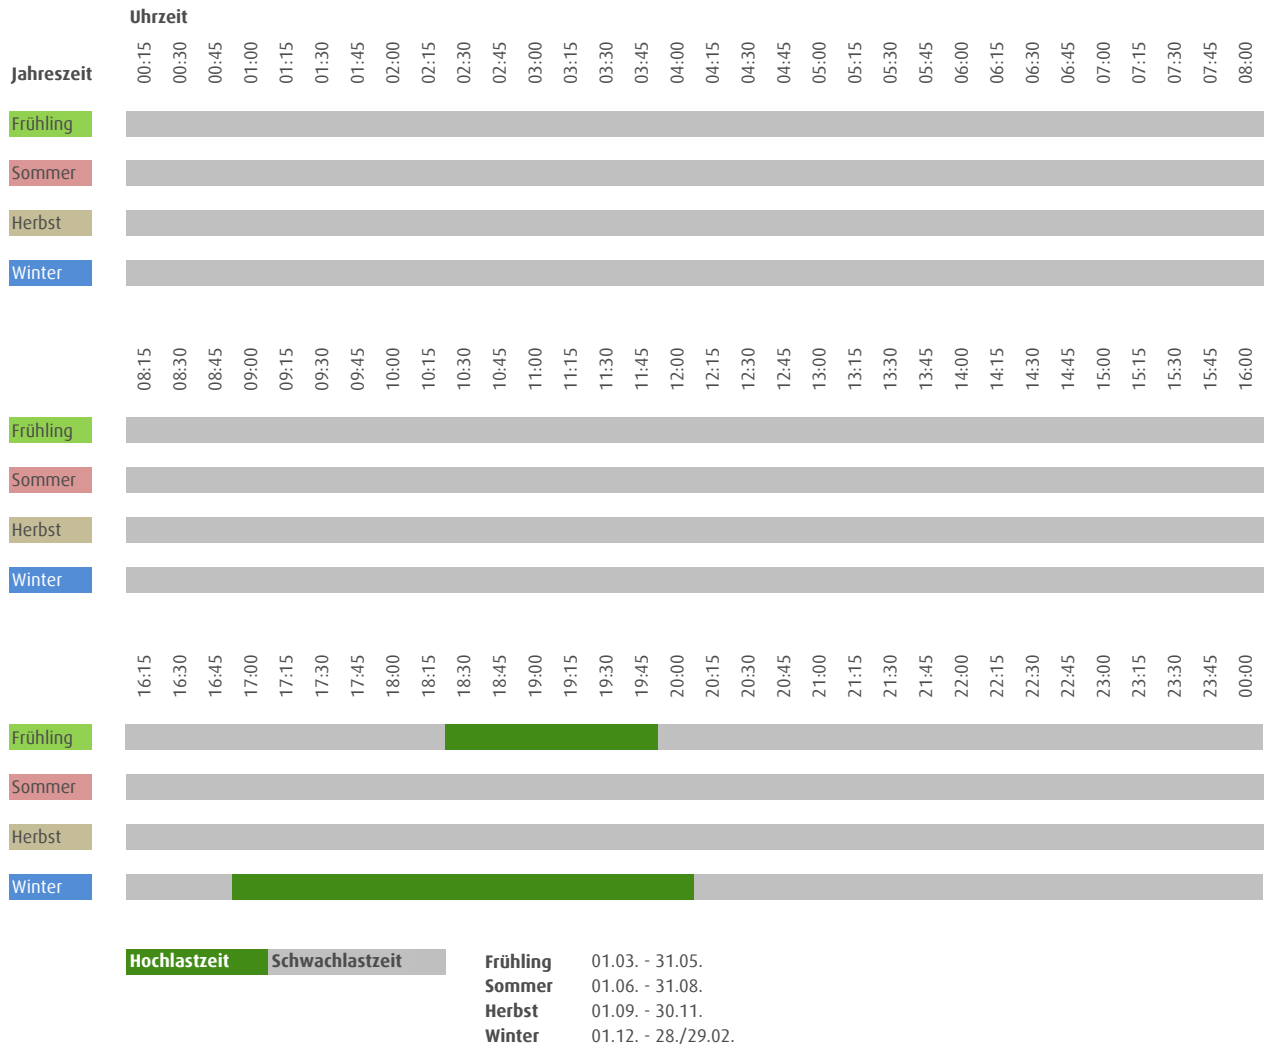 Uhrzeit
Jahreszeit 00:15 00:30 00:45 01:00 01:15 01:30 01:45 02:00 02:15 02:30 02:45 03:00 03:15 03:30 03:45 04:00 04:15 04:30 04:45 05:00 05:15 05:30 05:45 06:00 06:15 06:30 06:45 07:00 07:15 07:30 07:45 08:00
Frühling
Sommer
Herbst
Winter
08:15 08:30 08:45 09:00 09:15 09:30 09:45 10:00 10:15 10:30 10:45 11:00 11:15 11:30 11:45 12:00 12:15 12:30 12:45 13:00 13:15 13:30 13:45 14:00 14:15 14:30 14:45 15:00 15:15 15:30 15:45 16:00
Frühling
Sommer
Herbst
Winter
16:15 16:30 16:45 17:00 17:15 17:30 17:45 18:00 18:15 18:30 18:45 19:00 19:15 19:30 19:45 20:00 20:15 20:30 20:45 21:00 21:15 21:30 21:45 22:00 22:15 22:30 22:45 23:00 23:15 23:30 23:45 00:00
Frühling
Sommer
Herbst
Winter
Hochlastzeit Schwachlastzeit
Frühling 01.03. - 31.05.
Sommer 01.06. - 31.08.
Herbst 01.09. - 30.11.
Winter 01.12. - 28./29.02.